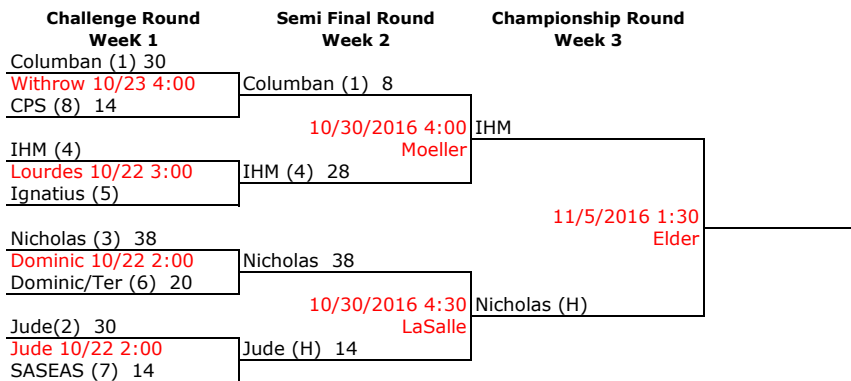 Challenge Round
WeeK 1
Semi Final Round
Week 2
Championship Round
Week 3
Columban (1) 30
Withrow 10/23 4:00
CPS (8) 14
Columban (1) 8
10/30/2016 4:00
Moeller
IHM
IHM (4)
Lourdes 10/22 3:00
Ignatius (5)
IHM (4) 28
11/5/2016 1:30
Elder
Nicholas (3) 38
Dominic 10/22 2:00
Dominic/Ter (6) 20
Nicholas 38
10/30/2016 4:30
LaSalle
Nicholas (H)
Jude(2) 30
Jude 10/22 2:00
SASEAS (7) 14
Jude (H) 14